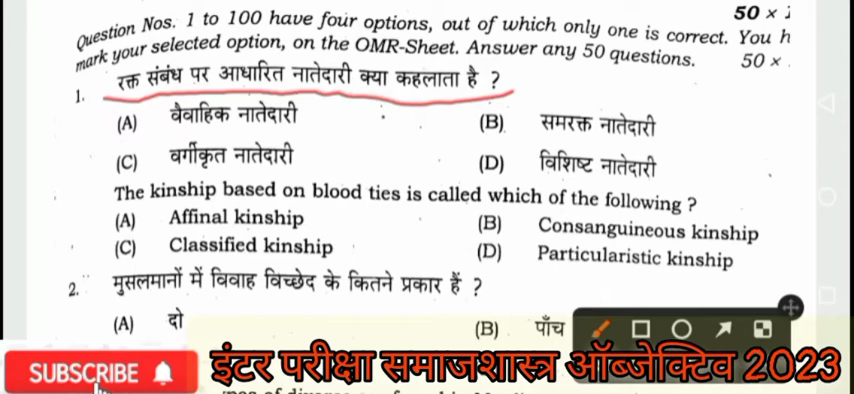 50 ×
Question Nos. 1 to 100 have four options, out of which only one is correct. You h
mark your selected option, on the OMR-Sheet. Answer any 50 questions. 50 ×
1. रक्त संबंध पर आधारित नातेदारी क्या कहलाता है ?
(A) वैवाहिक नातेदारी (B) समरक्त नातेदारी
(C) वर्गीकृत नातेदारी (D) विशिष्ट नातेदारी
The kinship based on blood ties is called which of the following ?
(A) Affinal kinship (B) Consanguineous kinship
(C) Classified kinship (D) Particularistic kinship
2. मुसलमानों में विवाह विच्छेद के कितने प्रकार हैं ?
(A) दो (B) पाँच
SUBSCRIBE इंटर परीक्षा समाजशास्त्र ऑब्जेक्टिव 2023